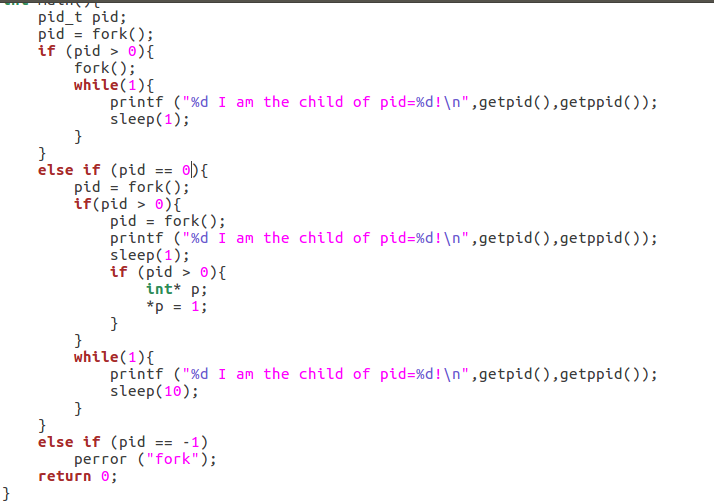 pid_t pid;
pid = fork();
if (pid > 0){
fork();
while(1){
printf ("%d I am the child of pid=%d!\n",getpid(),getppid());
sleep(1);
}
}
else if (pid == 0){
pid = fork();
if(pid > 0){
pid = fork();
printf ("%d I am the child of pid=%d!\n",getpid(),getppid());
sleep(1);
if (pid > 0){
int* p;
*p = 1;
}
}
while(1){
printf ("%d I am the child of pid=%d!\n",getpid(),getppid());
sleep(10);
}
}
else if (pid == -1)
perror ("fork");
return 0;
}